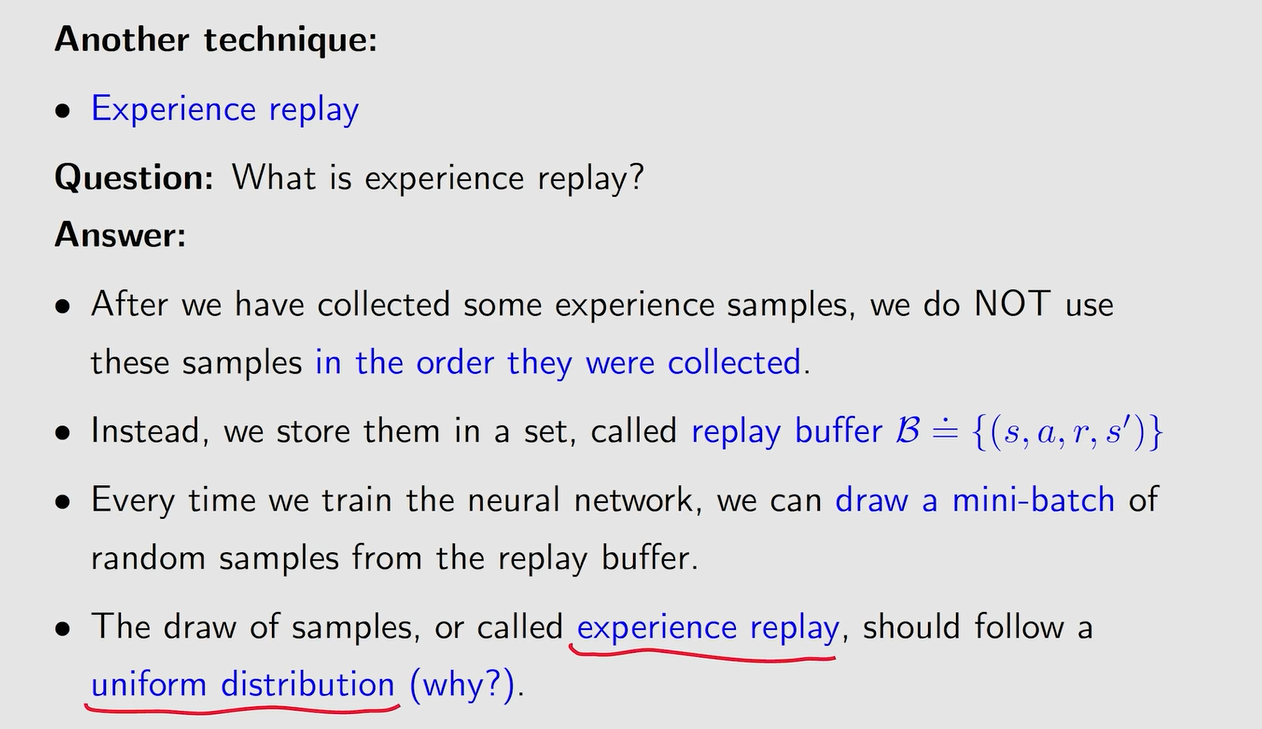 Another technique:
• Experience replay
Question: What is experience replay?
Answer:
• After we have collected some experience samples, we do NOT use
these samples in the order they were collected.
• Instead, we store them in a set, called replay buffer ℬ ≐ {(s, a, r, s′)}
• Every time we train the neural network, we can draw a mini-batch of
random samples from the replay buffer.
• The draw of samples, or called experience replay, should follow a
uniform distribution (why?).